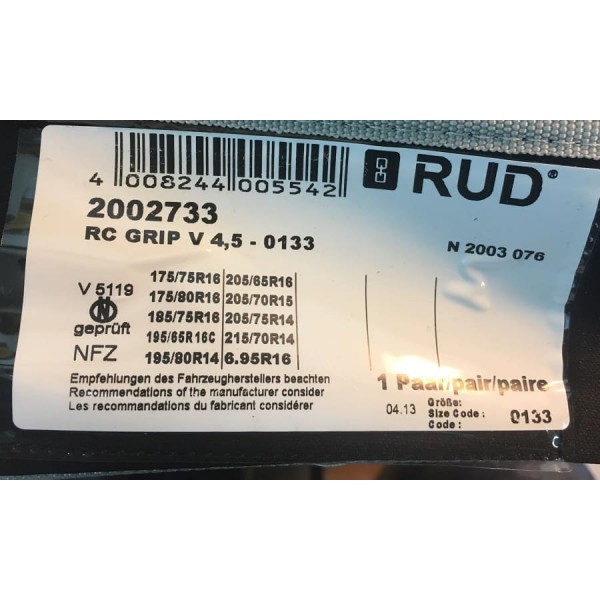 4 008244 005542
RUD®
2002733
RC GRIP V 4,5 - 0133
N 2003 076
V 5119
geprüft
NFZ
175/75R16 205/65R16
175/80R16 205/70R15
185/75R16 205/75R14
195/65R16C 215/70R14
195/80R14 6.95R16
Empfehlungen des Fahrzeugherstellers beachten
Recommendations of the manufacturer consider
Les recommandations du fabricant considérer
1 Paar/pair/paire
04.13
Größe:
Size Code:
Code: 0133